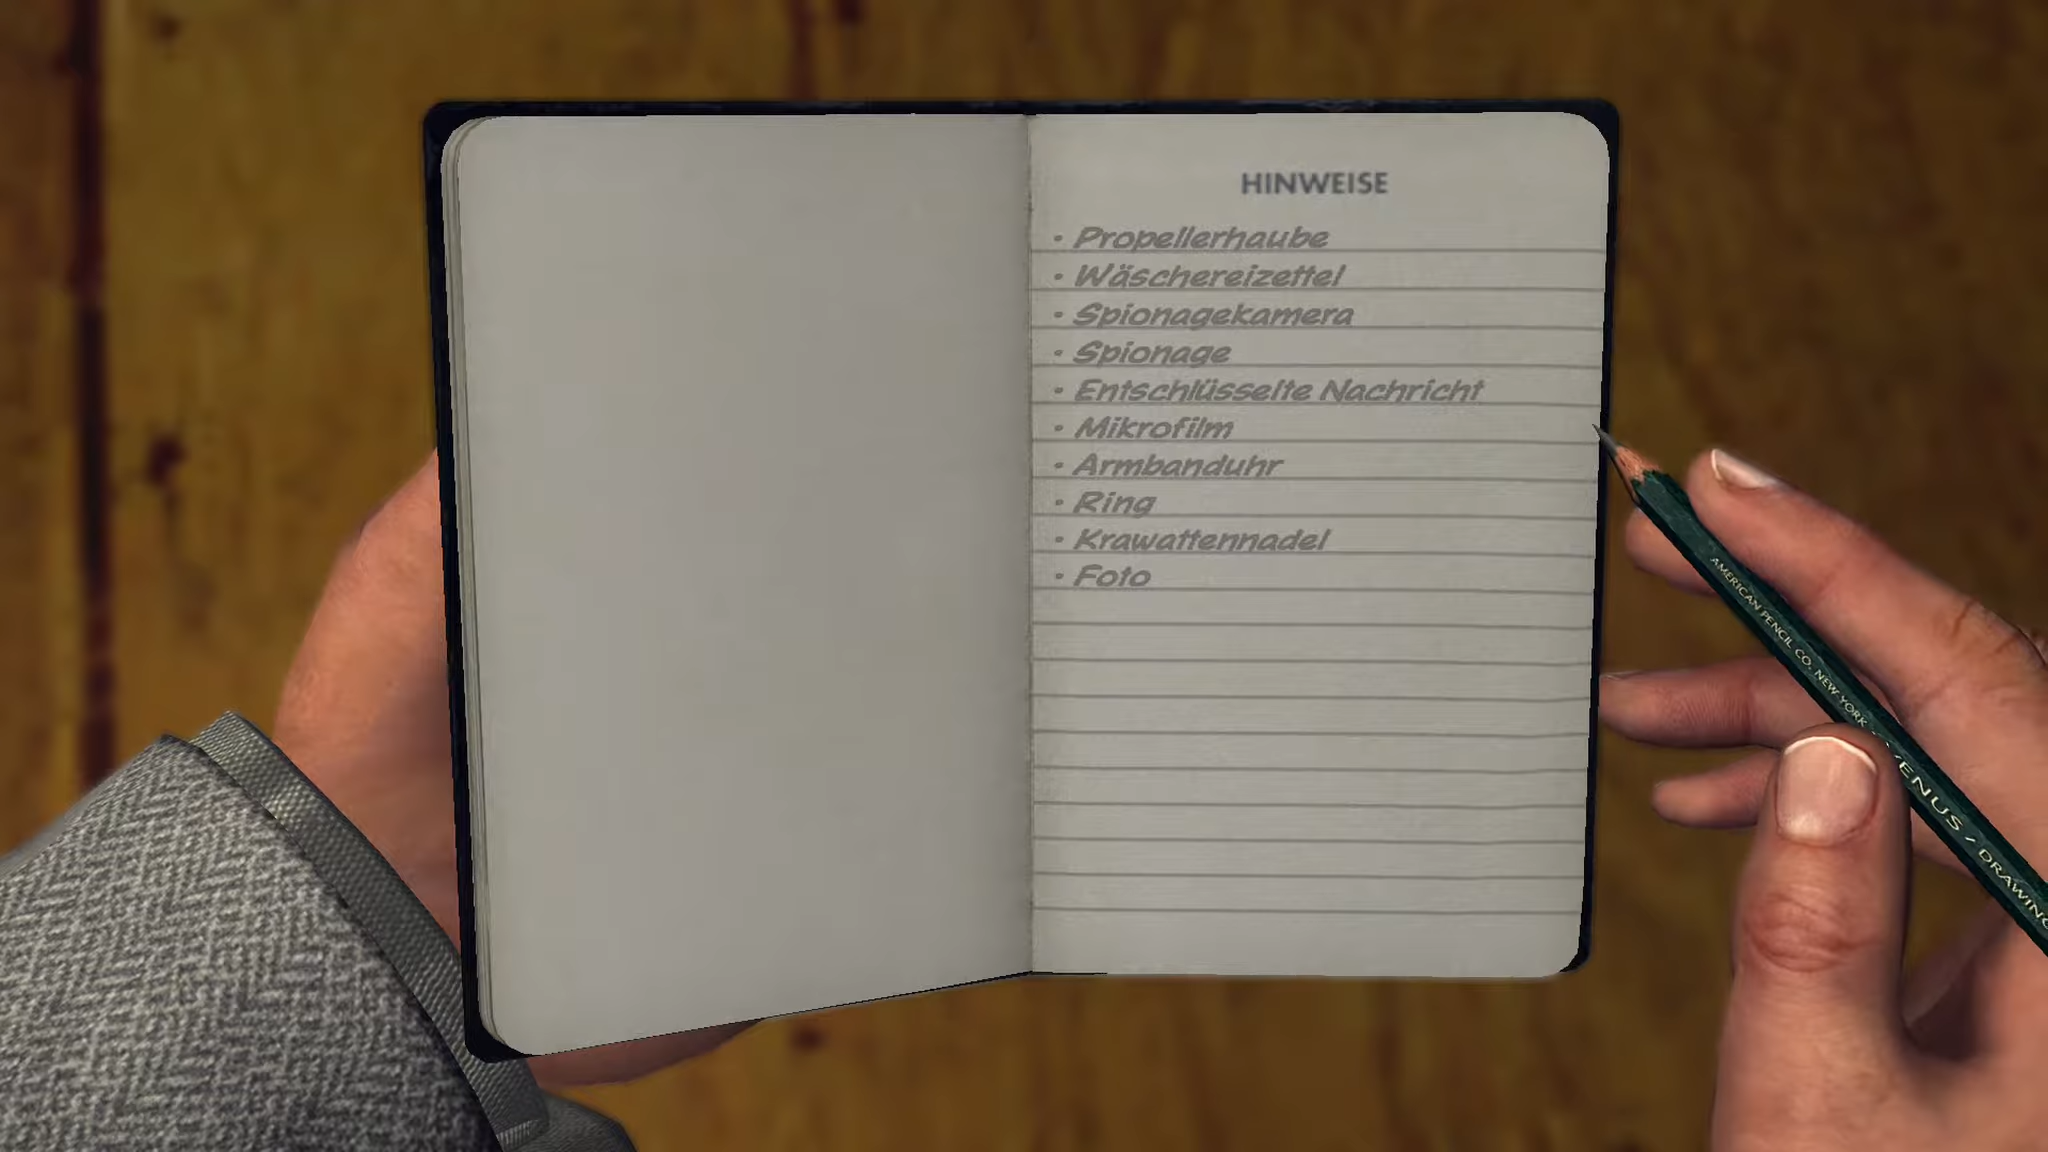 HINWEISE
• Propellerhaube
• Wäschereizettel
• Spionagekamera
• Spionage
• Entschlüsselte Nachricht
• Mikrofilm
• Armbanduhr
• Ring
• Krawattennadel
• Foto
AMERICAN PENCIL CO. NEW YORK VENUS / DRAWING